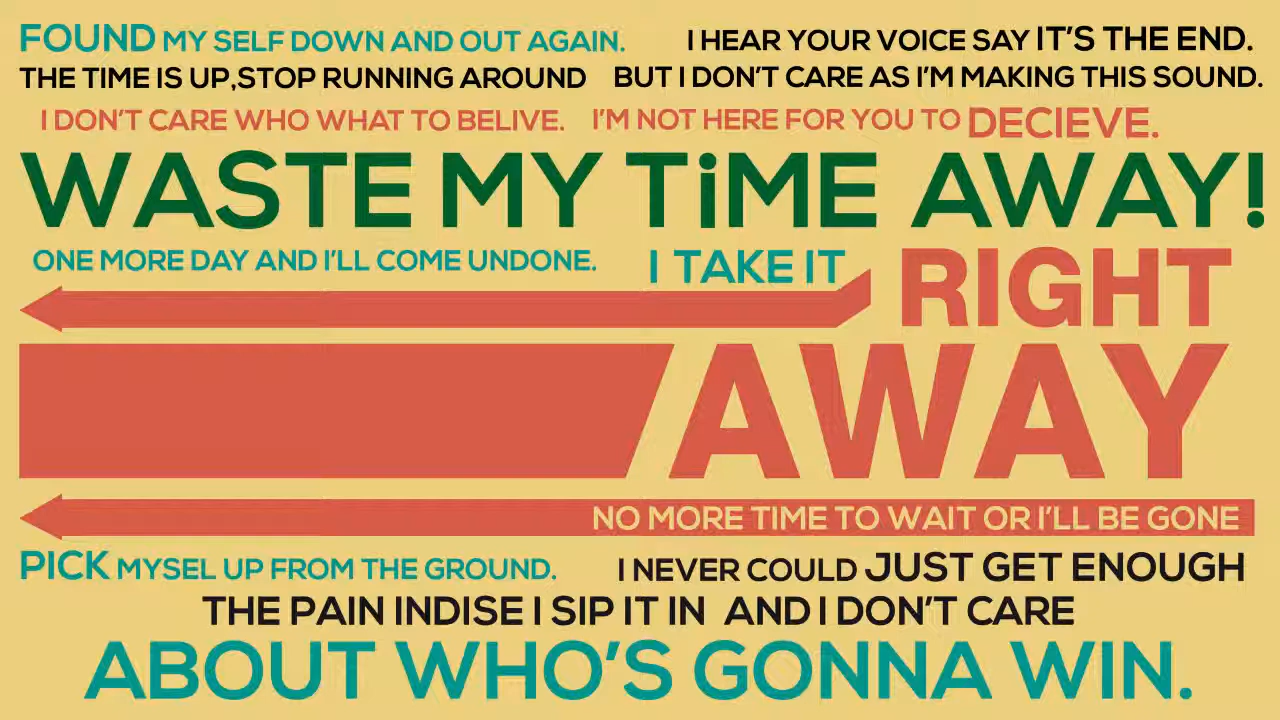 FOUND MY SELF DOWN AND OUT AGAIN. I HEAR YOUR VOICE SAY IT'S THE END.
THE TIME IS UP,STOP RUNNING AROUND BUT I DON'T CARE AS I'M MAKING THIS SOUND.
I DON'T CARE WHO WHAT TO BELIVE. I'M NOT HERE FOR YOU TO DECIEVE.
WASTE MY TiME AWAY!
ONE MORE DAY AND I'LL COME UNDONE. I TAKE IT RIGHT
AWAY
NO MORE TIME TO WAIT OR I'LL BE GONE
PICK MYSEL UP FROM THE GROUND. I NEVER COULD JUST GET ENOUGH
THE PAIN INDISE I SIP IT IN AND I DON'T CARE
ABOUT WHO'S GONNA WIN.